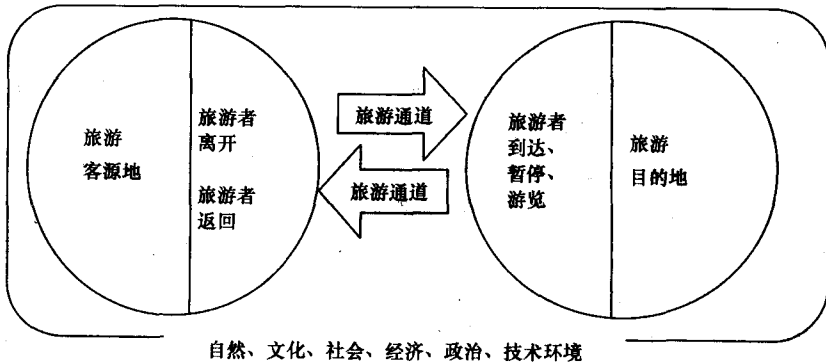 旅游
客源地
旅游者
离开
旅游者
返回
旅游通道
旅游通道
旅游者
到达、
暂停、
游览
旅游
目的地
自然、文化、社会、经济、政治、技术环境